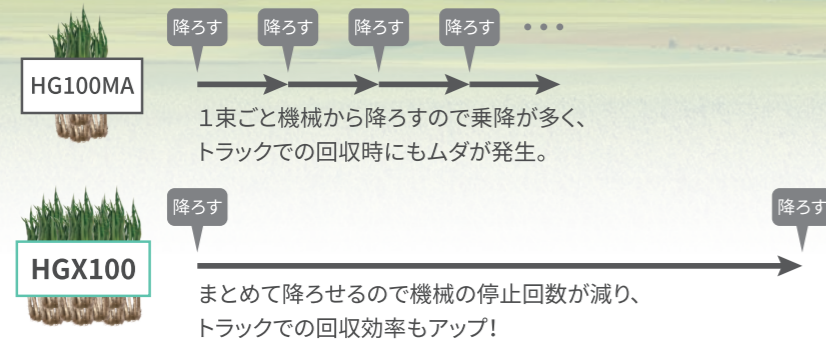 降ろす 降ろす 降ろす 降ろす •••
HG100MA
１束ごと機械から降ろすので乗降が多く、
トラックでの回収時にもムダが発生。
降ろす 降ろす
HGX100
まとめて降ろせるので機械の停止回数が減り、
トラックでの回収効率もアップ！